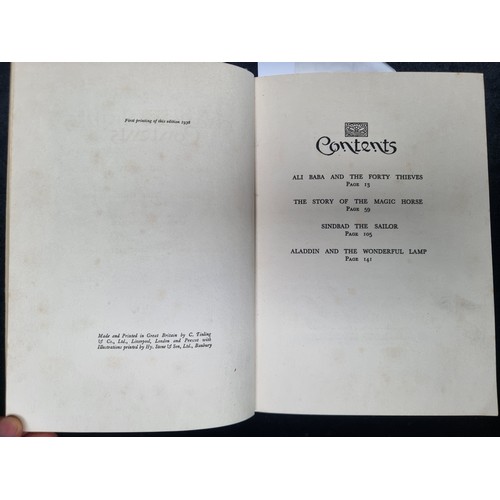 First printing of this edition 1936
Made and Printed in Great Britain by C. Tinling
& Co., Ltd., Liverpool, London and Prescot with
Illustrations printed by Hy. Stone & Son, Ltd., Banbury
Contents
ALI BABA AND THE FORTY THIEVES
PAGE 13
THE STORY OF THE MAGIC HORSE
PAGE 59
SINDBAD THE SAILOR
PAGE 105
ALADDIN AND THE WONDERFUL LAMP
PAGE 141